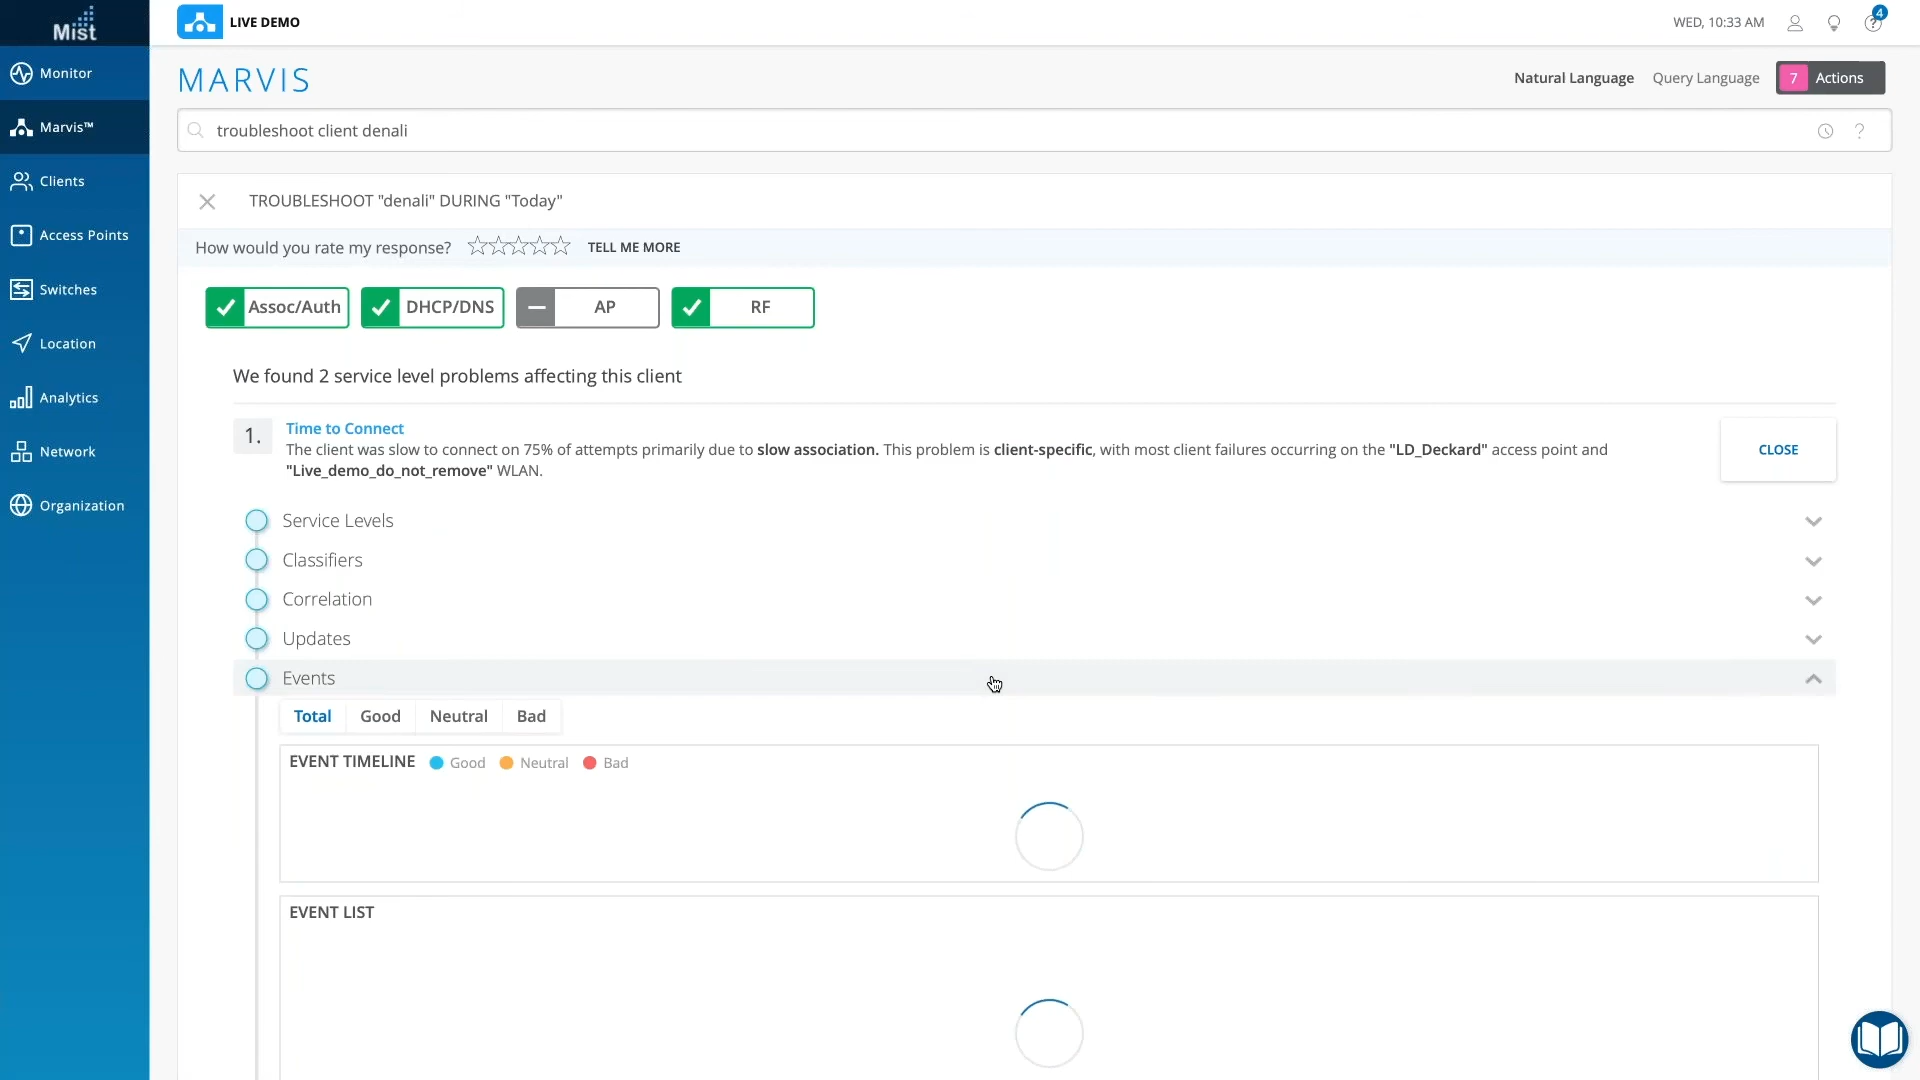 Mist
LIVE DEMO
WED, 10:33 AM
4
Monitor
Marvis™
Clients
Access Points
Switches
Location
Analytics
Network
Organization
MARVIS
Natural Language
Query Language
7 Actions
troubleshoot client denali
?
TROUBLESHOOT "denali" DURING "Today"
How would you rate my response?
TELL ME MORE
Assoc/Auth
DHCP/DNS
AP
RF
We found 2 service level problems affecting this client
1.
Time to Connect
The client was slow to connect on 75% of attempts primarily due to slow association. This problem is client-specific, with most client failures occurring on the "LD_Deckard" access point and
"Live_demo_do_not_remove" WLAN.
CLOSE
Service Levels
Classifiers
Correlation
Updates
Events
Total
Good
Neutral
Bad
EVENT TIMELINE
Good
Neutral
Bad
EVENT LIST